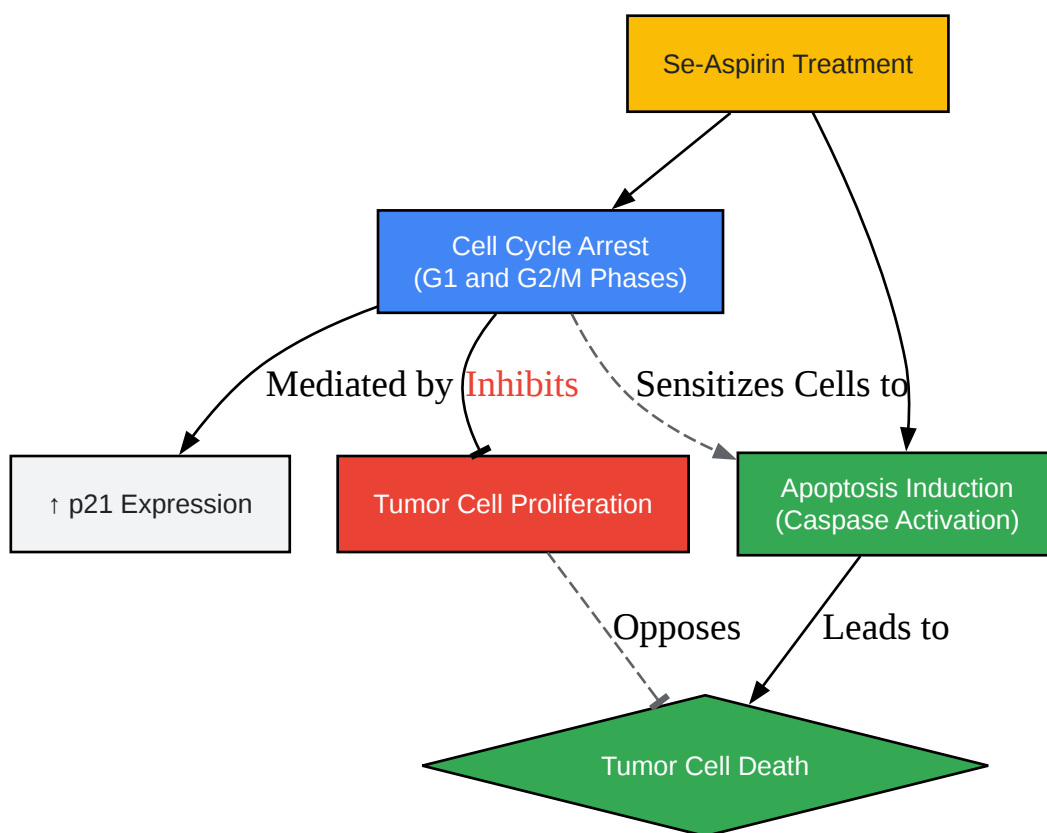 Se-Aspirin Treatment
Cell Cycle Arrest
(G1 and G2/M Phases)
Mediated by
Inhibits
Sensitizes Cells to
↑ p21 Expression
Tumor Cell Proliferation
Apoptosis Induction
(Caspase Activation)
Opposes
Leads to
Tumor Cell Death